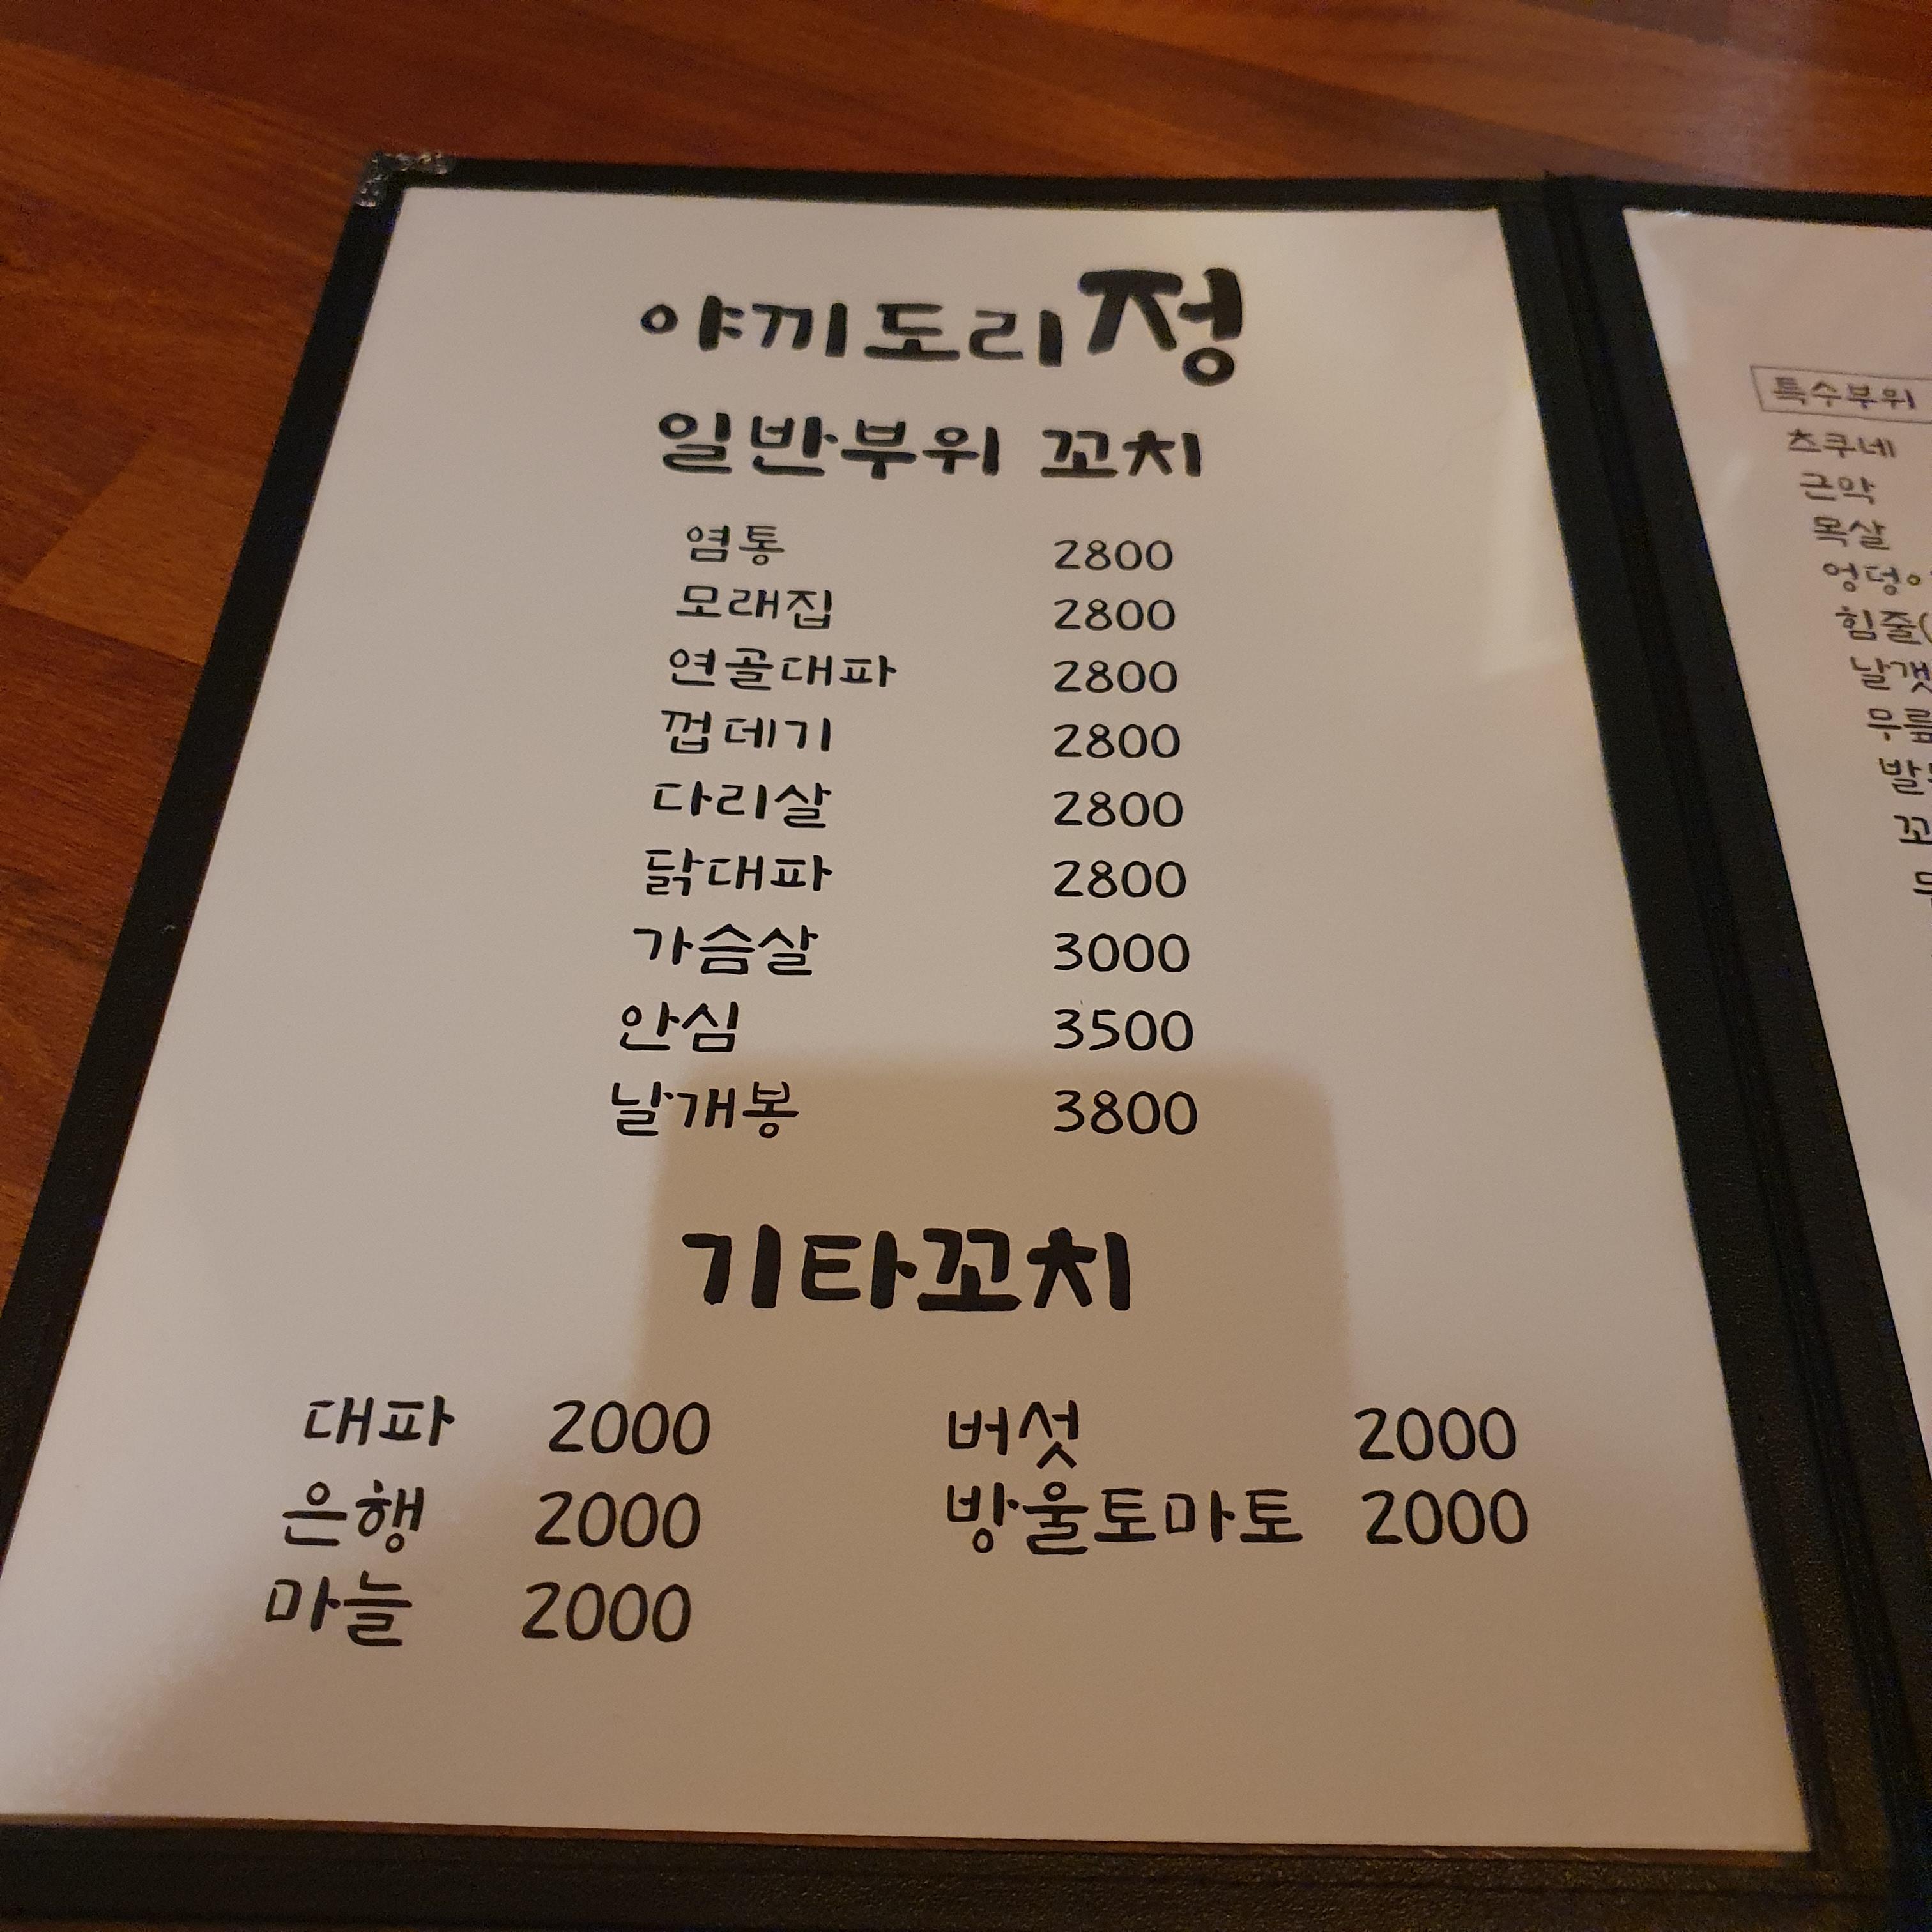 야끼도리정
일반부위 꼬치
염통 2800
모래집 2800
연골대파 2800
껍데기 2800
다리살 2800
닭대파 2800
가슴살 3000
안심 3500
날개봉 3800
기타꼬치
대파 2000 버섯 2000
은행 2000 방울토마토 2000
마늘 2000
특수부위
츠쿠네
근막
목살